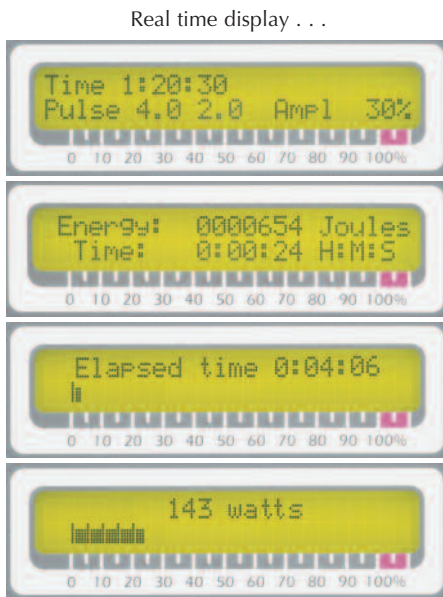 Real time display . . .
Time 1:20:30
Pulse 4.0 2.0 Ampl 30%
0 10 20 30 40 50 60 70 80 90 100%
Energy: 0000654 Joules
Time: 0:00:24 H:M:S
0 10 20 30 40 50 60 70 80 90 100%
Elapsed time 0:04:06
0 10 20 30 40 50 60 70 80 90 100%
143 watts
0 10 20 30 40 50 60 70 80 90 100%